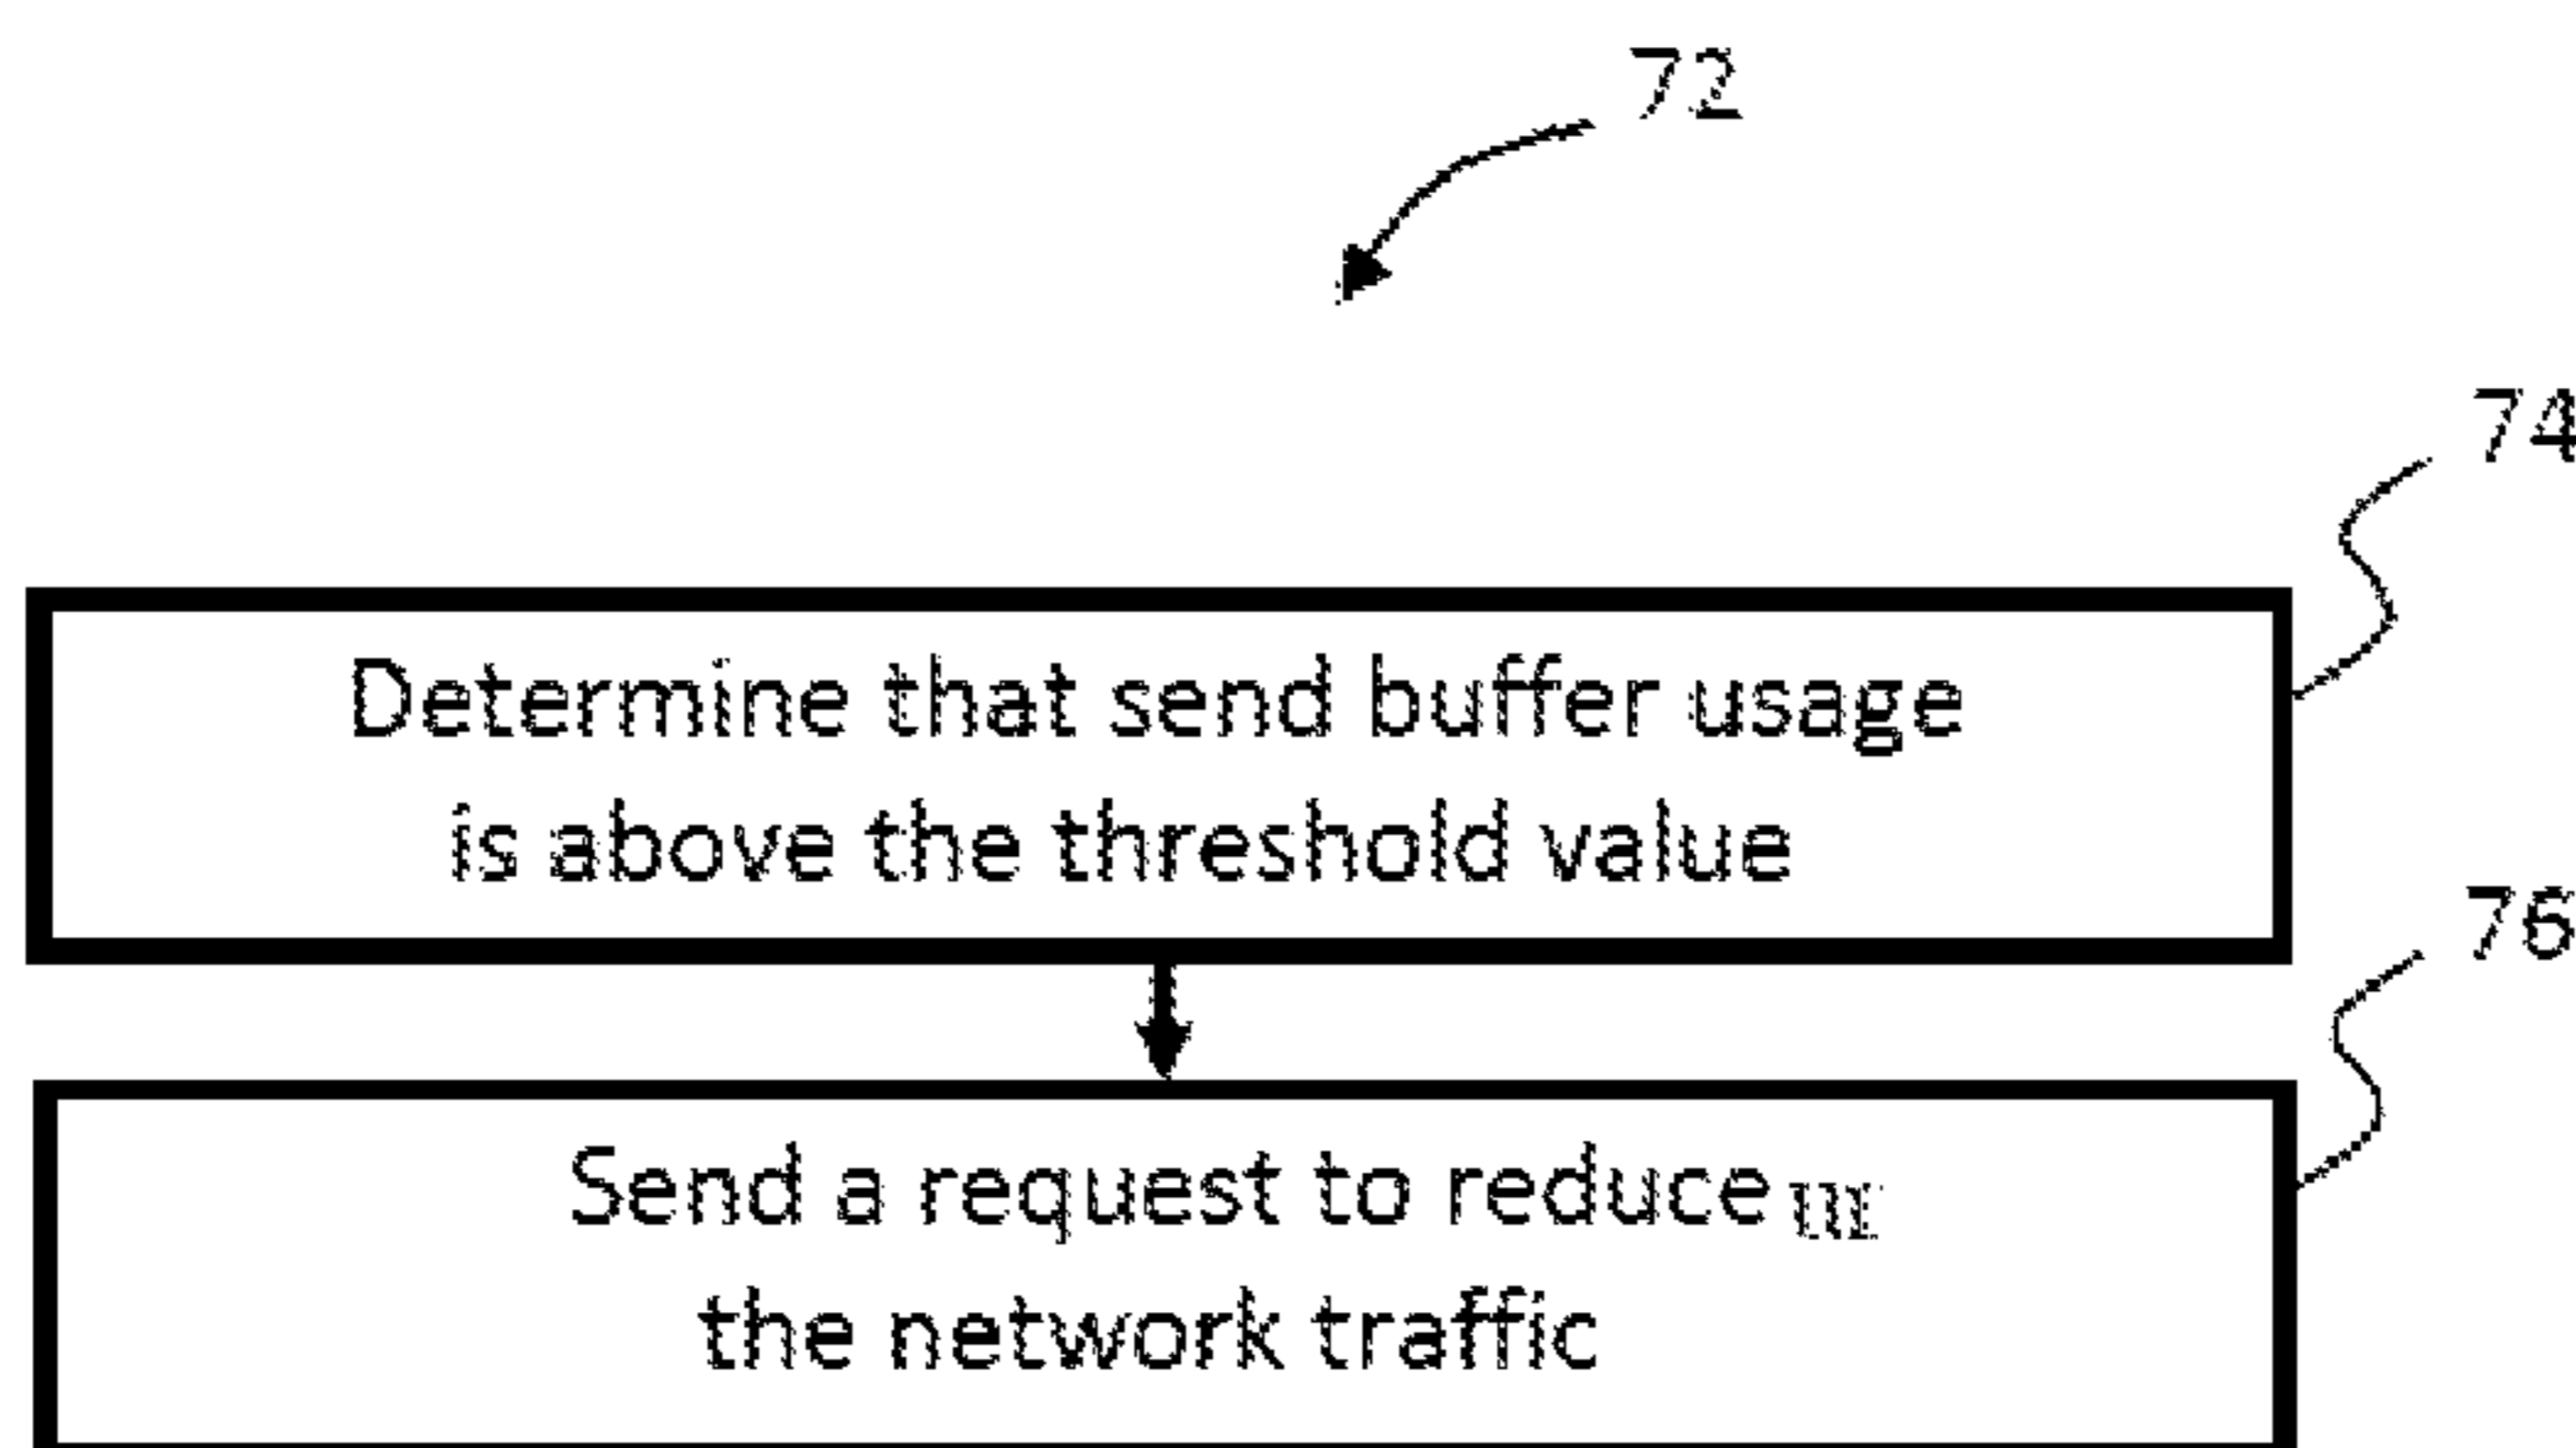 72
74
Determine that send buffer usage
is above the threshold value
76
Send a request to reduce
the network traffic